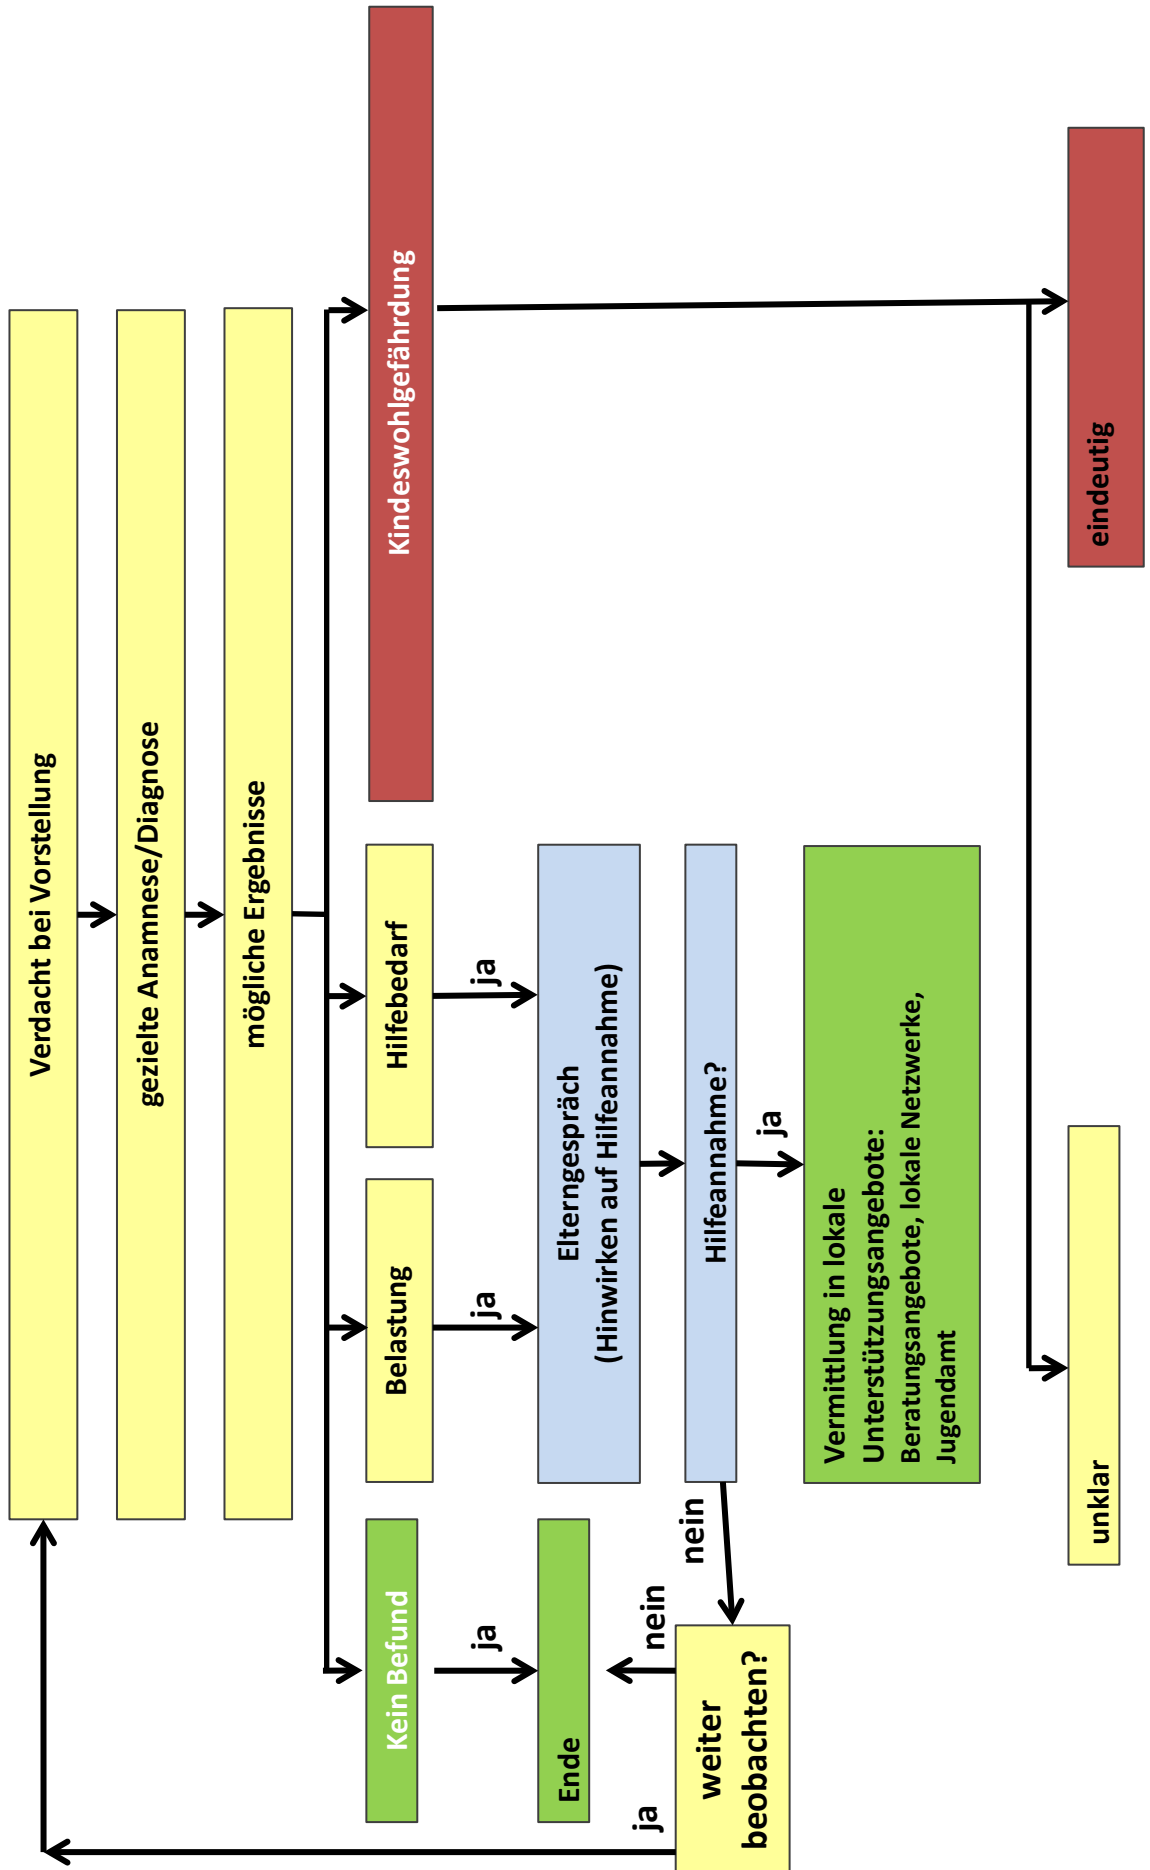 Verdacht bei Vorstellung
gezielte Anamnese/Diagnose
mögliche Ergebnisse
Kein Befund
Belastung
Hilfebedarf
Kindeswohlgefährdung
ja
ja
ja
Ende
Elterngespräch
(Hinwirken auf Hilfeannahme)
nein
nein
Hilfeannahme?
ja
weiter
beobachten?
ja
Vermittlung in lokale
Unterstützungsangebote:
Beratungsangebote, lokale Netzwerke,
Jugendamt
unklar
eindeutig